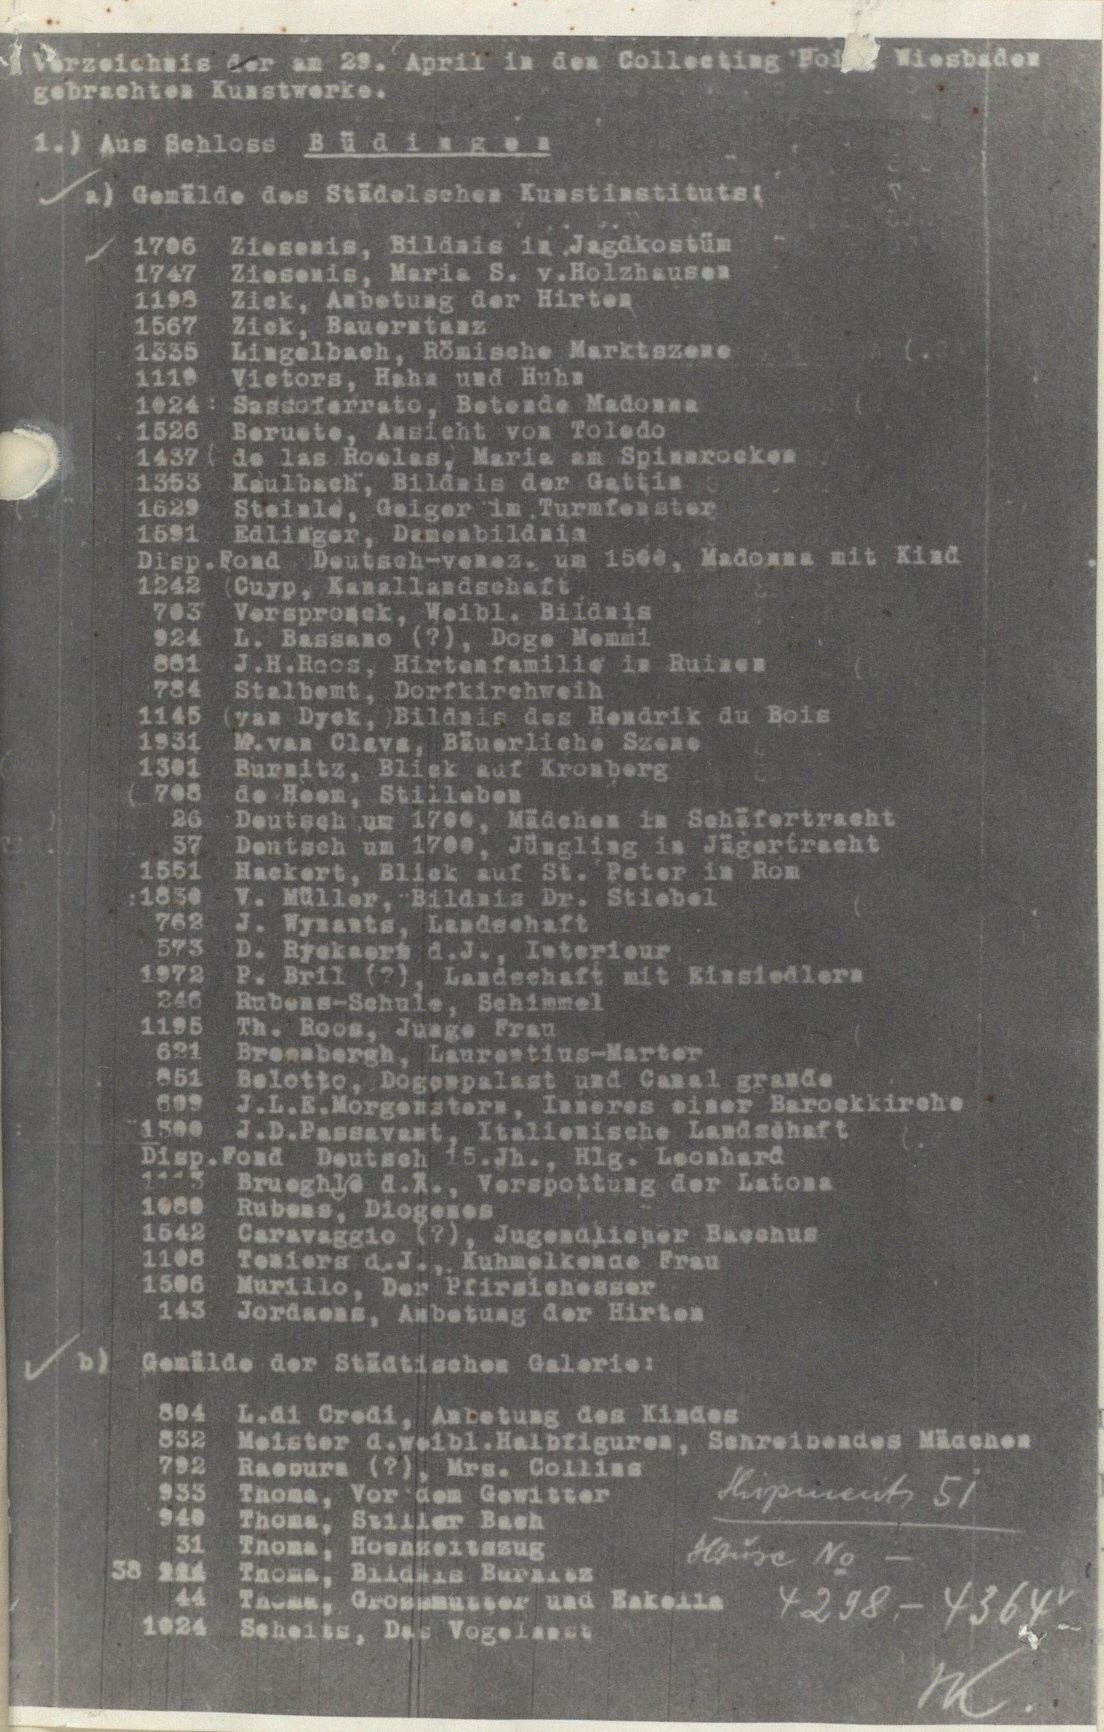 Verzeichnis der am 29. April in den Collecting Poi Wiesbaden
gebrachten Kunstwerke.
1.) Aus Schloss Büdingen
a) Gemälde des Städelschen Kunstinstituts:
1706 Ziesenis, Bildnis in Jagdkostüm
1747 Ziesenis, Maria S. v.Holzhausen
1198 Zick, Anbetung der Hirten
1567 Zick, Bauerntanz
1335 Lingelbach, Römische Marktszene
1119 Victors, Hahn und Huhn
1024 Sassoferrato, Betende Madonna
1526 Beruete, Ansicht von Toledo
1437 ( de las Roelas,) Maria am Spinnrocken
1353 Kaulbach, Bildnis der Gattin
1629 Steinle, Geiger im Turmfenster
1591 Edlinger, Damenbildnis
Disp.Fond Deutsch-venez. um 1500, Madonna mit Kind
1242 (Cuyp, Kanallandschaft
703 Verspronck, Weibl. Bildnis
924 L. Bassano (?), Doge Memmi
881 J.H.Roos, Hirtenfamilie in Ruinen
784 Stalbemt, Dorfkirchweih
1145 (van Dyck,) Bildnis des Hendrik du Bois
1931 M.van Cleve, Bäuerliche Szene
1301 Burnitz, Blick auf Kronberg
( 708 de Heem, Stilleben
26 Deutsch um 1700, Mädchen in Schäfertracht
37 Deutsch um 1700, Jüngling in Jägertracht
1551 Hackert, Blick auf St. Peter in Rom
1830 V. Müller, Bildnis Dr. Stiebel
762 J. Wynants, Landschaft
573 D. Ryckaert d.J., Interieur
1972 P. Bril (?), Landschaft mit Einsiedlern
246 Rubens-Schule, Schimmel
1195 Th. Roos, Junge Frau
621 Breenbergh, Laurentius-Marter
851 Belotto, Dogenpalast und Canal grande
609 J.L.E.Morgenstern, Inneres einer Barockkirche
1300 J.D.Passavant, Italienische Landschaft
Disp.Fond Deutsch 15.Jh., Hlg. Leonhard
Brueghle d.Ä., Verspottung der Latona
1080 Rubens, Diogenes
1642 Caravaggio (?), Jugendlicher Bacchus
1108 Teniers d.J., Kuhmelkende Frau
1506 Murillo, Der Pfirsichesser
143 Jordaens, Anbetung der Hirten
b) Gemälde der Städtischen Galerie:
804 L.di Credi, Anbetung des Kindes
832 Meister d.weibl.Halbfiguren, Schreibendes Mädchen
792 Raeburn (?), Mrs. Collins
933 Thoma, Vor dem Gewitter
940 Thoma, Stiller Bach
31 Thoma, Hochzeitszug
38 Thoma, Bildnis Burnitz
44 Thoma, Grossmutter und Enkelin
1024 Scheits, Das Vogelnest
Shipment 51
House No —
4298 - 4364